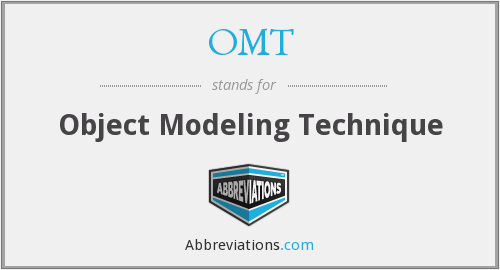 OMT
stands for
Object Modeling Technique
ABBREVIATIONS
Abbreviations.com